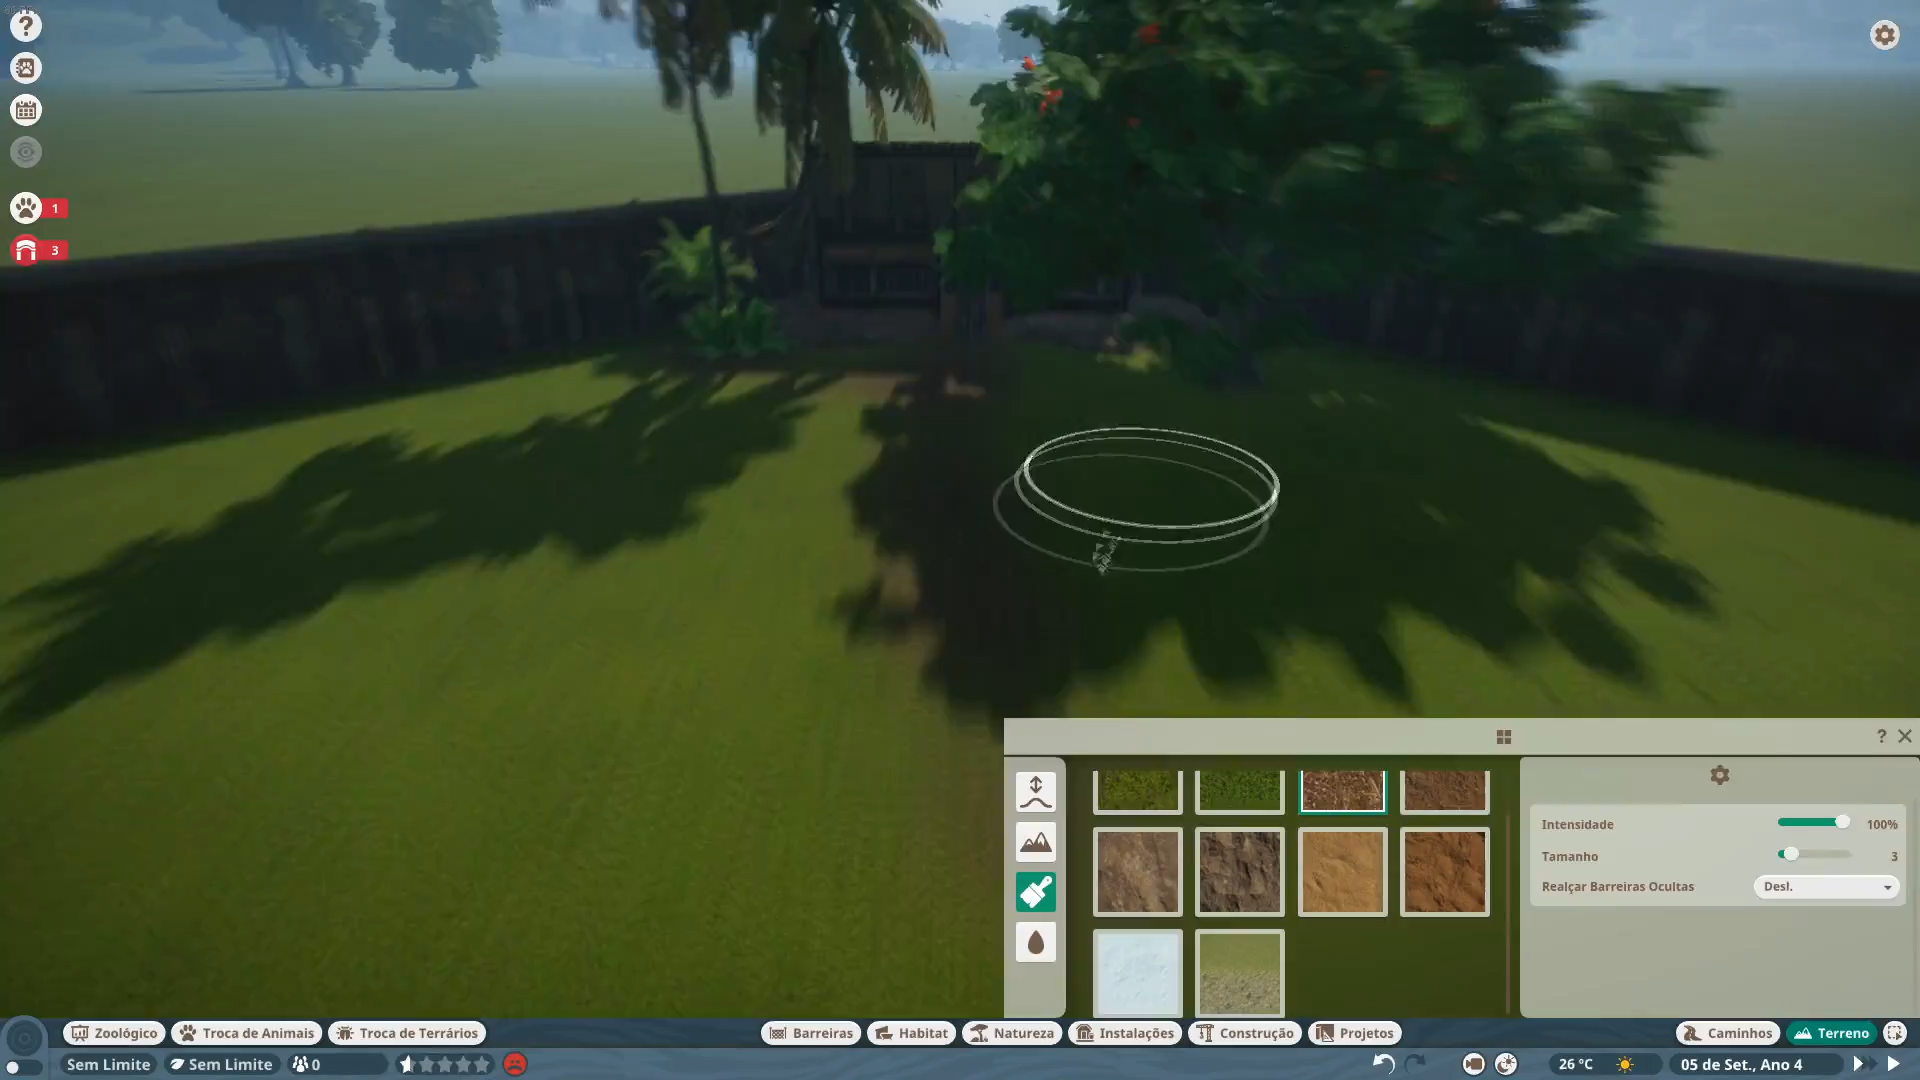 ?
1
3
? ×
Intensidade 100%
Tamanho 3
Realçar Barreiras Ocultas Desl.
Zoológico Troca de Animais Troca de Terrários Barreiras Habitat Natureza Instalações Construção Projetos Caminhos Terreno
Sem Limite Sem Limite 0 26 °C 05 de Set., Ano 4